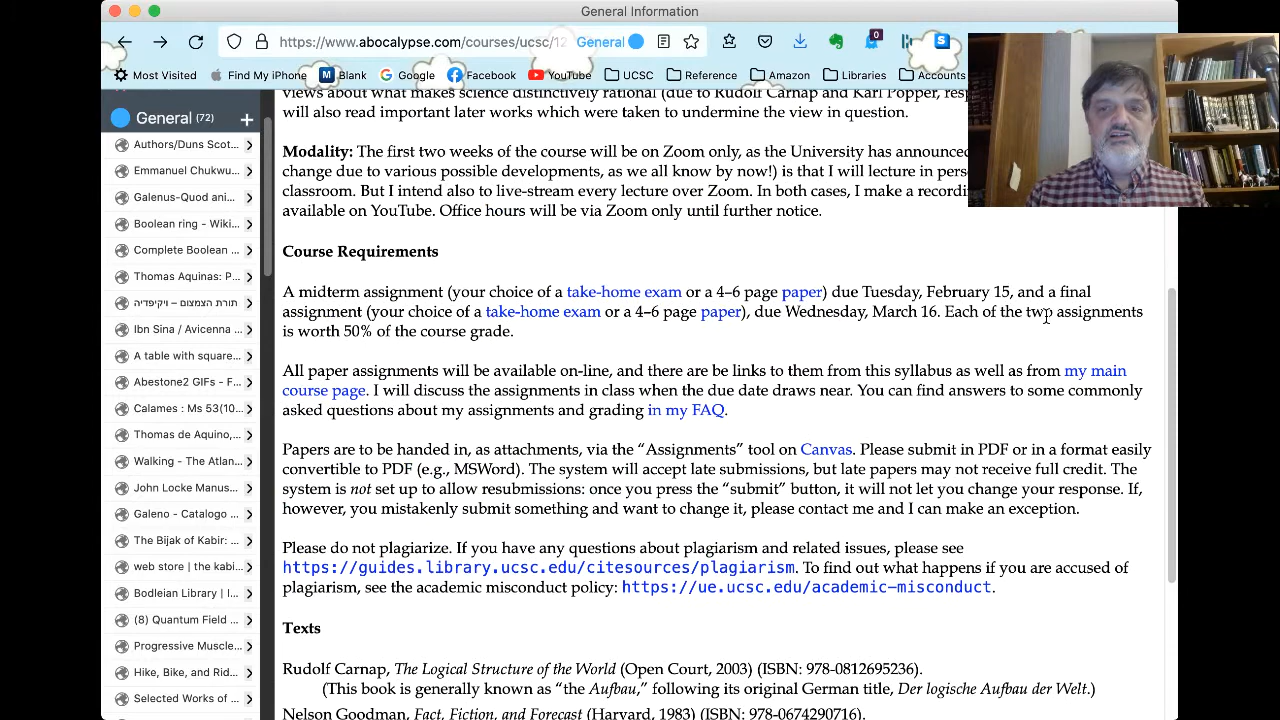 General Information
https://www.abocalypse.com/courses/ucsc/12 General
0
Most Visited Find My iPhone Blank Google Facebook YouTube UCSC Reference Amazon Libraries Accounts
General (72) +
Authors/Duns Scot...
Emmanuel Chukwu...
Galenus-Quod ani...
Boolean ring - Wiki...
Complete Boolean ...
Thomas Aquinas: P...
תורת הצמצום – ויקיפדיה
Ibn Sina / Avicenna ...
A table with square...
Abestone2 GIFs - F...
Calames : Ms 53(10...
Thomas de Aquino,...
Walking - The Atlan...
John Locke Manus...
Galeno - Catalogo ...
The Bijak of Kabir: ...
web store | the kabi...
Bodleian Library | I...
(8) Quantum Field ...
Progressive Muscle...
Hike, Bike, and Rid...
Selected Works of ...
views about what makes science distinctively rational (due to Rudolf Carnap and Karl Popper, resp
will also read important later works which were taken to undermine the view in question.
Modality: The first two weeks of the course will be on Zoom only, as the University has announced
change due to various possible developments, as we all know by now!) is that I will lecture in pers
classroom. But I intend also to live-stream every lecture over Zoom. In both cases, I make a recordi
available on YouTube. Office hours will be via Zoom only until further notice.
Course Requirements
A midterm assignment (your choice of a take-home exam or a 4–6 page paper) due Tuesday, February 15, and a final
assignment (your choice of a take-home exam or a 4–6 page paper), due Wednesday, March 16. Each of the two assignments
is worth 50% of the course grade.
All paper assignments will be available on-line, and there are be links to them from this syllabus as well as from my main
course page. I will discuss the assignments in class when the due date draws near. You can find answers to some commonly
asked questions about my assignments and grading in my FAQ.
Papers are to be handed in, as attachments, via the “Assignments” tool on Canvas. Please submit in PDF or in a format easily
convertible to PDF (e.g., MSWord). The system will accept late submissions, but late papers may not receive full credit. The
system is not set up to allow resubmissions: once you press the “submit” button, it will not let you change your response. If,
however, you mistakenly submit something and want to change it, please contact me and I can make an exception.
Please do not plagiarize. If you have any questions about plagiarism and related issues, please see
https://guides.library.ucsc.edu/citesources/plagiarism. To find out what happens if you are accused of
plagiarism, see the academic misconduct policy: https://ue.ucsc.edu/academic-misconduct.
Texts
Rudolf Carnap, The Logical Structure of the World (Open Court, 2003) (ISBN: 978-0812695236).
(This book is generally known as “the Aufbau,” following its original German title, Der logische Aufbau der Welt.)
Nelson Goodman, Fact, Fiction, and Forecast (Harvard, 1983) (ISBN: 978-0674290716).